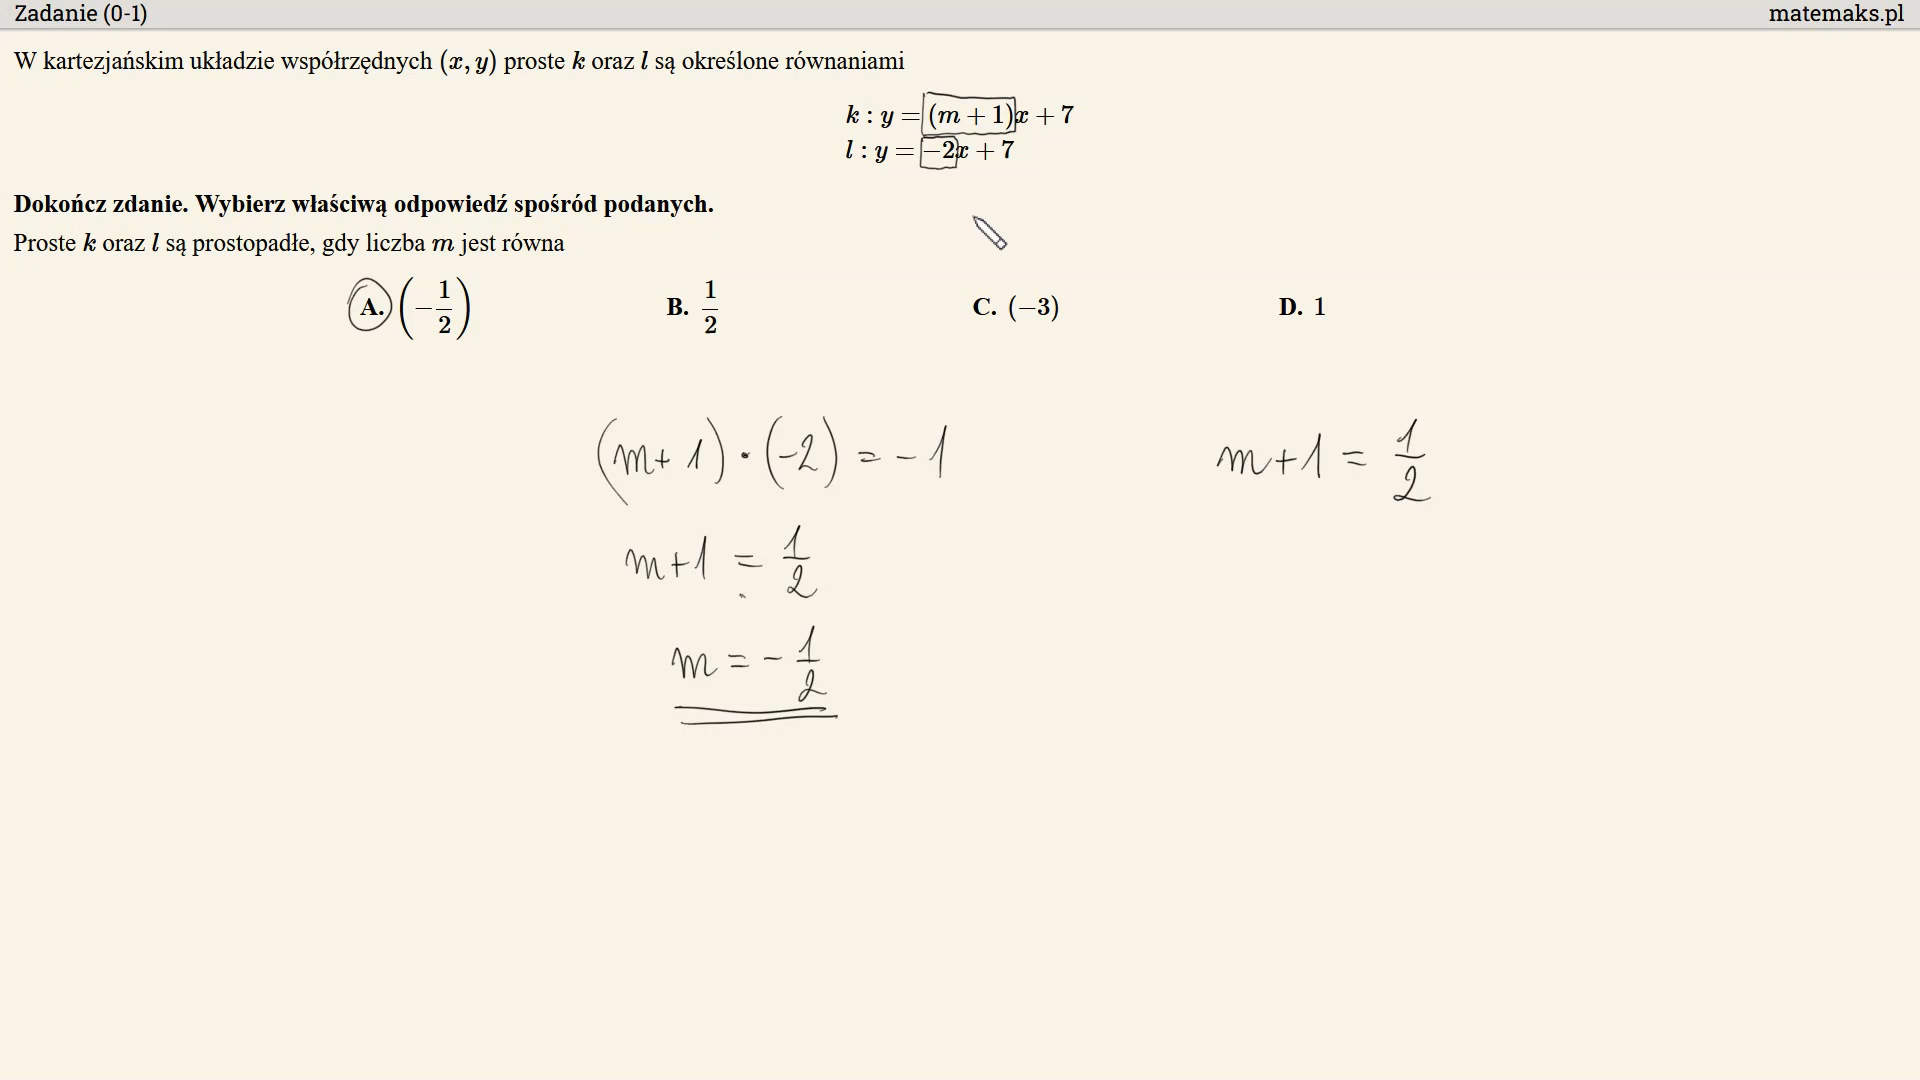 Zadanie (0-1) matemaks.pl
W kartezjańskim układzie współrzędnych (x, y) proste k oraz l są określone równaniami
k : y = (m + 1)x + 7
l : y = −2x + 7
Dokończ zdanie. Wybierz właściwą odpowiedź spośród podanych.
Proste k oraz l są prostopadłe, gdy liczba m jest równa
A. (−1/2) B. 1/2 C. (−3) D. 1
(m+1) · (-2) = -1 m+1 = 1/2
m+1 = 1/2
m = - 1/2